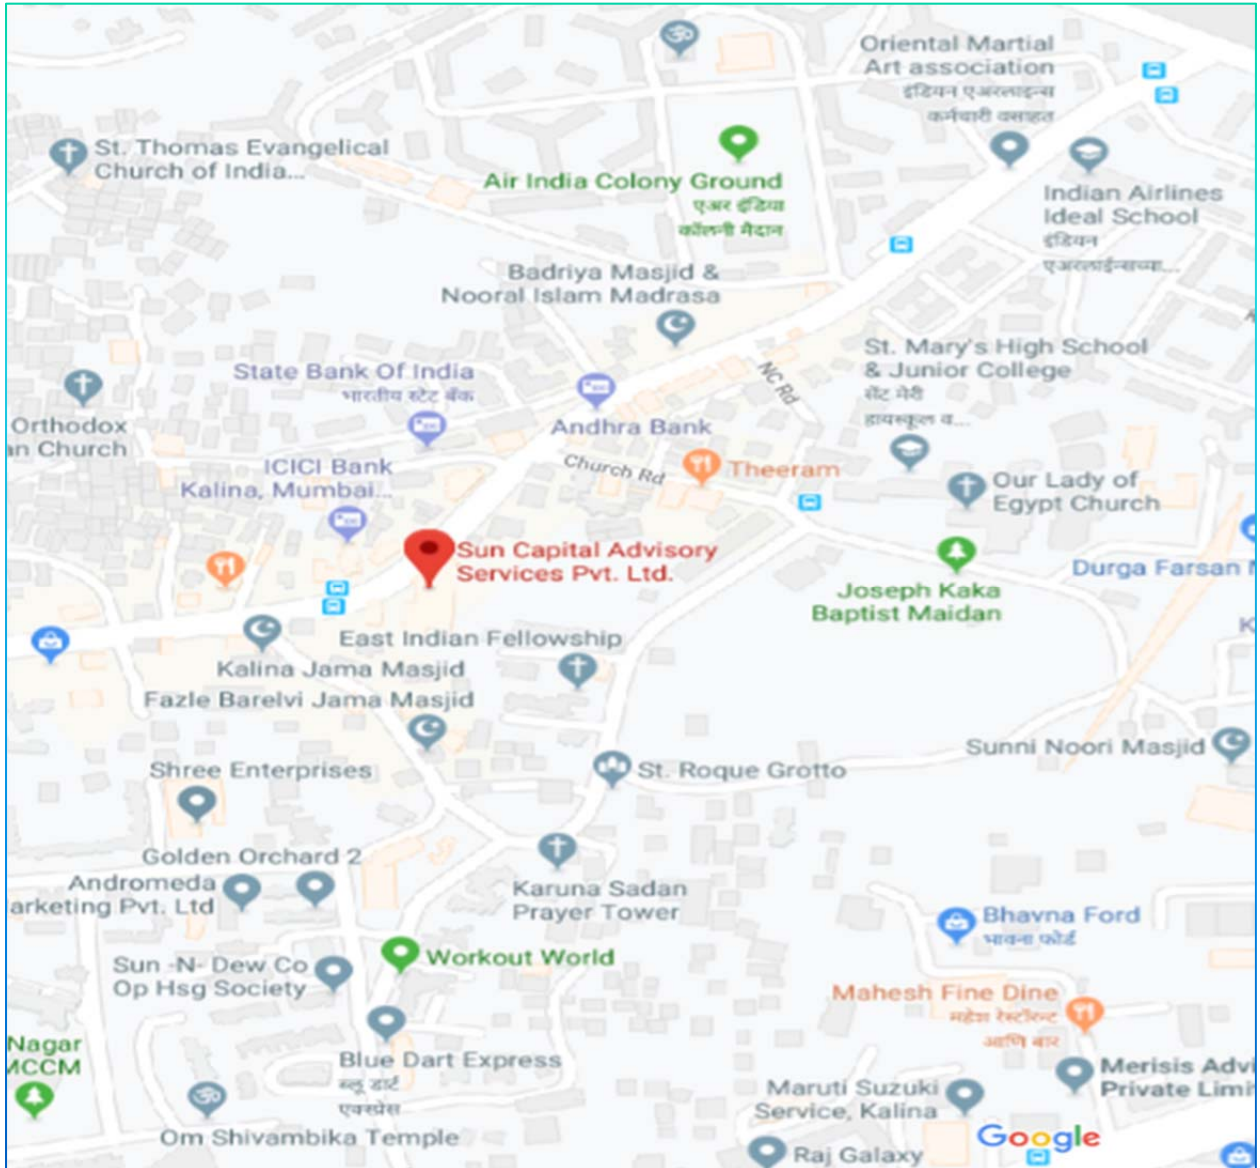 Oriental Martial
Art association
इंडियन एअरलाइन्स
कर्मचारी वसाहत
St. Thomas Evangelical
Church of India...
Air India Colony Ground
एअर इंडिया
कॉलनी मैदान
Indian Airlines
Ideal School
इंडियन
एअरलाईन्सच्या...
Badriya Masjid &
Nooral Islam Madrasa
St. Mary's High School
& Junior College
सेंट मेरी
हायस्कूल व...
NC Rd
State Bank Of India
भारतीय स्टेट बँक
Andhra Bank
Orthodox
an Church
ICICI Bank
Kalina, Mumbai...
Church Rd
Theeram
Our Lady of
Egypt Church
Sun Capital Advisory
Services Pvt. Ltd.
Durga Farsan
Joseph Kaka
Baptist Maidan
East Indian Fellowship
Kalina Jama Masjid
Fazle Barelvi Jama Masjid
Sunni Noori Masjid
Shree Enterprises
St. Roque Grotto
Golden Orchard 2
Andromeda
arketing Pvt. Ltd
Karuna Sadan
Prayer Tower
Bhavna Ford
भावना फोर्ड
Workout World
Sun -N- Dew Co
Op Hsg Society
Mahesh Fine Dine
महेश रेस्टॉरन्ट
आणि बार
Nagar
MCCM
Blue Dart Express
ब्लू डार्ट
एक्स्प्रेस
Merisis Advi
Private Limi
Maruti Suzuki
Service, Kalina
Om Shivambika Temple
Google
Raj Galaxy